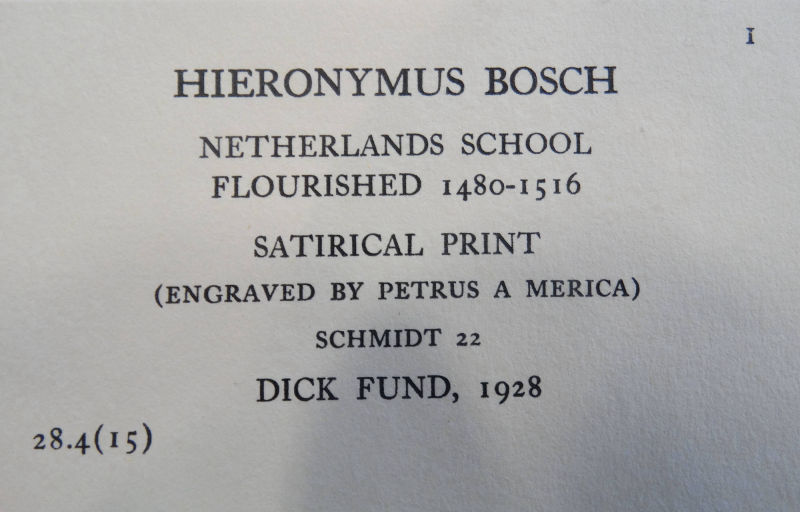 1
HIERONYMUS BOSCH
NETHERLANDS SCHOOL
FLOURISHED 1480-1516
SATIRICAL PRINT
(ENGRAVED BY PETRUS A MERICA)
SCHMIDT 22
DICK FUND, 1928
28.4(15)